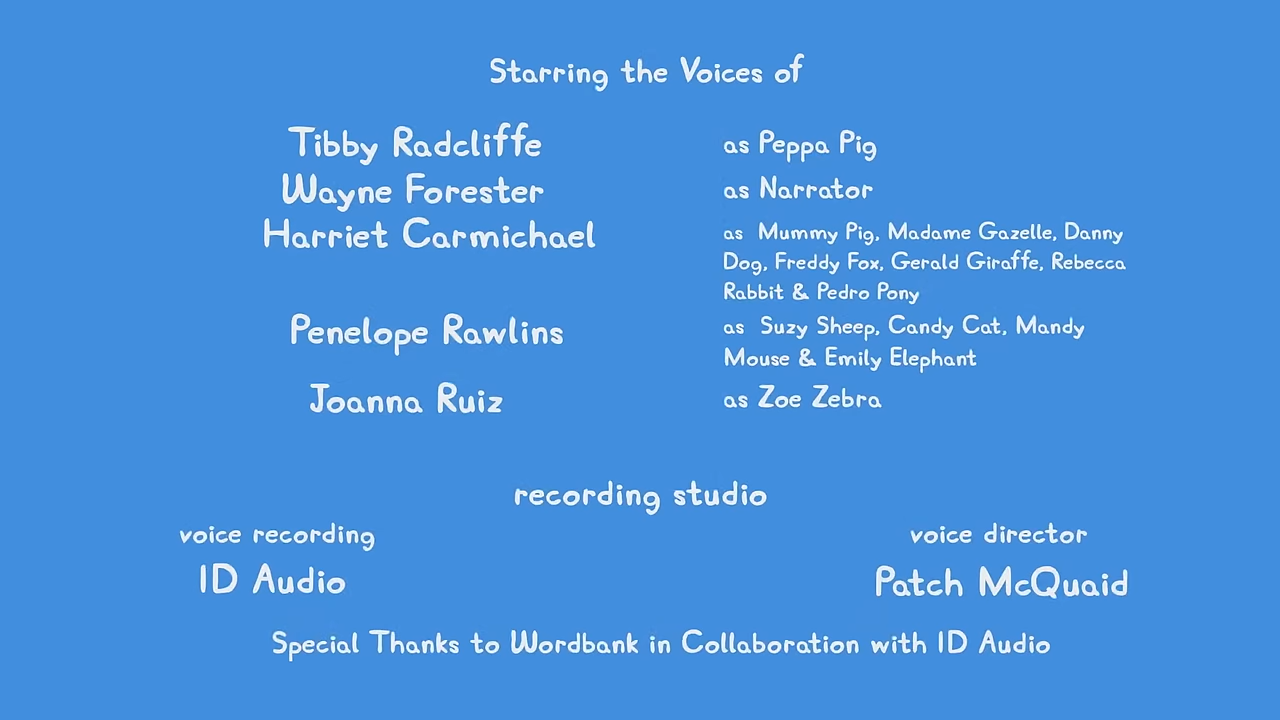 Starring the Voices of
Tibby Radcliffe as Peppa Pig
Wayne Forester as Narrator
Harriet Carmichael as Mummy Pig, Madame Gazelle, Danny
Dog, Freddy Fox, Gerald Giraffe, Rebecca
Rabbit & Pedro Pony
Penelope Rawlins as Suzy Sheep, Candy Cat, Mandy
Mouse & Emily Elephant
Joanna Ruiz as Zoe Zebra
recording studio
voice recording voice director
ID Audio Patch McQuaid
Special Thanks to Wordbank in Collaboration with ID Audio